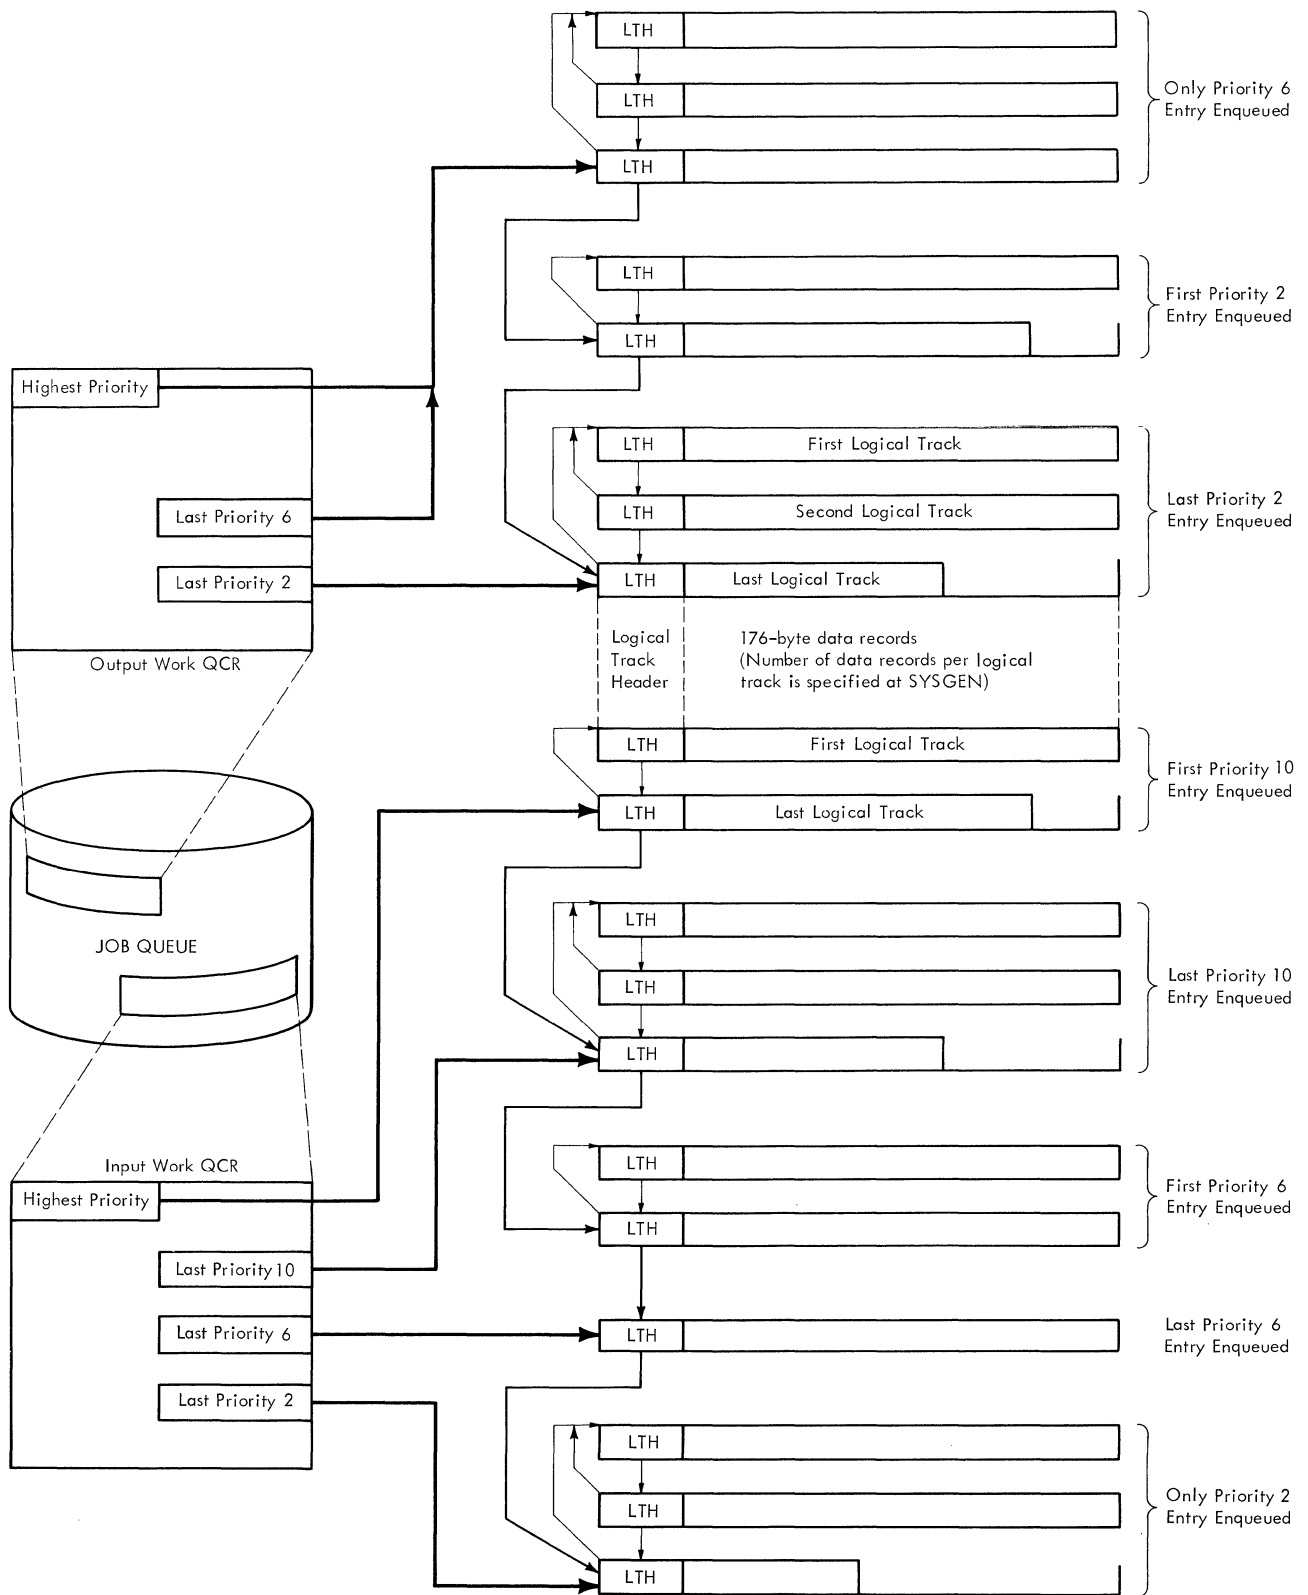 LTH
LTH
Only Priority 6
Entry Enqueued
LTH
LTH
First Priority 2
Entry Enqueued
LTH
Highest Priority
LTH First Logical Track
Last Priority 6
LTH Second Logical Track
Last Priority 2
Entry Enqueued
Last Priority 2
LTH Last Logical Track
Output Work QCR
Logical
Track
Header
176-byte data records
(Number of data records per logical
track is specified at SYSGEN)
LTH First Logical Track
First Priority 10
Entry Enqueued
LTH Last Logical Track
LTH
JOB QUEUE
LTH
Last Priority 10
Entry Enqueued
LTH
Input Work QCR
LTH
Highest Priority
First Priority 6
Entry Enqueued
LTH
Last Priority 10
Last Priority 6
LTH
Last Priority 6
Entry Enqueued
Last Priority 2
LTH
LTH
Only Priority 2
Entry Enqueued
LTH